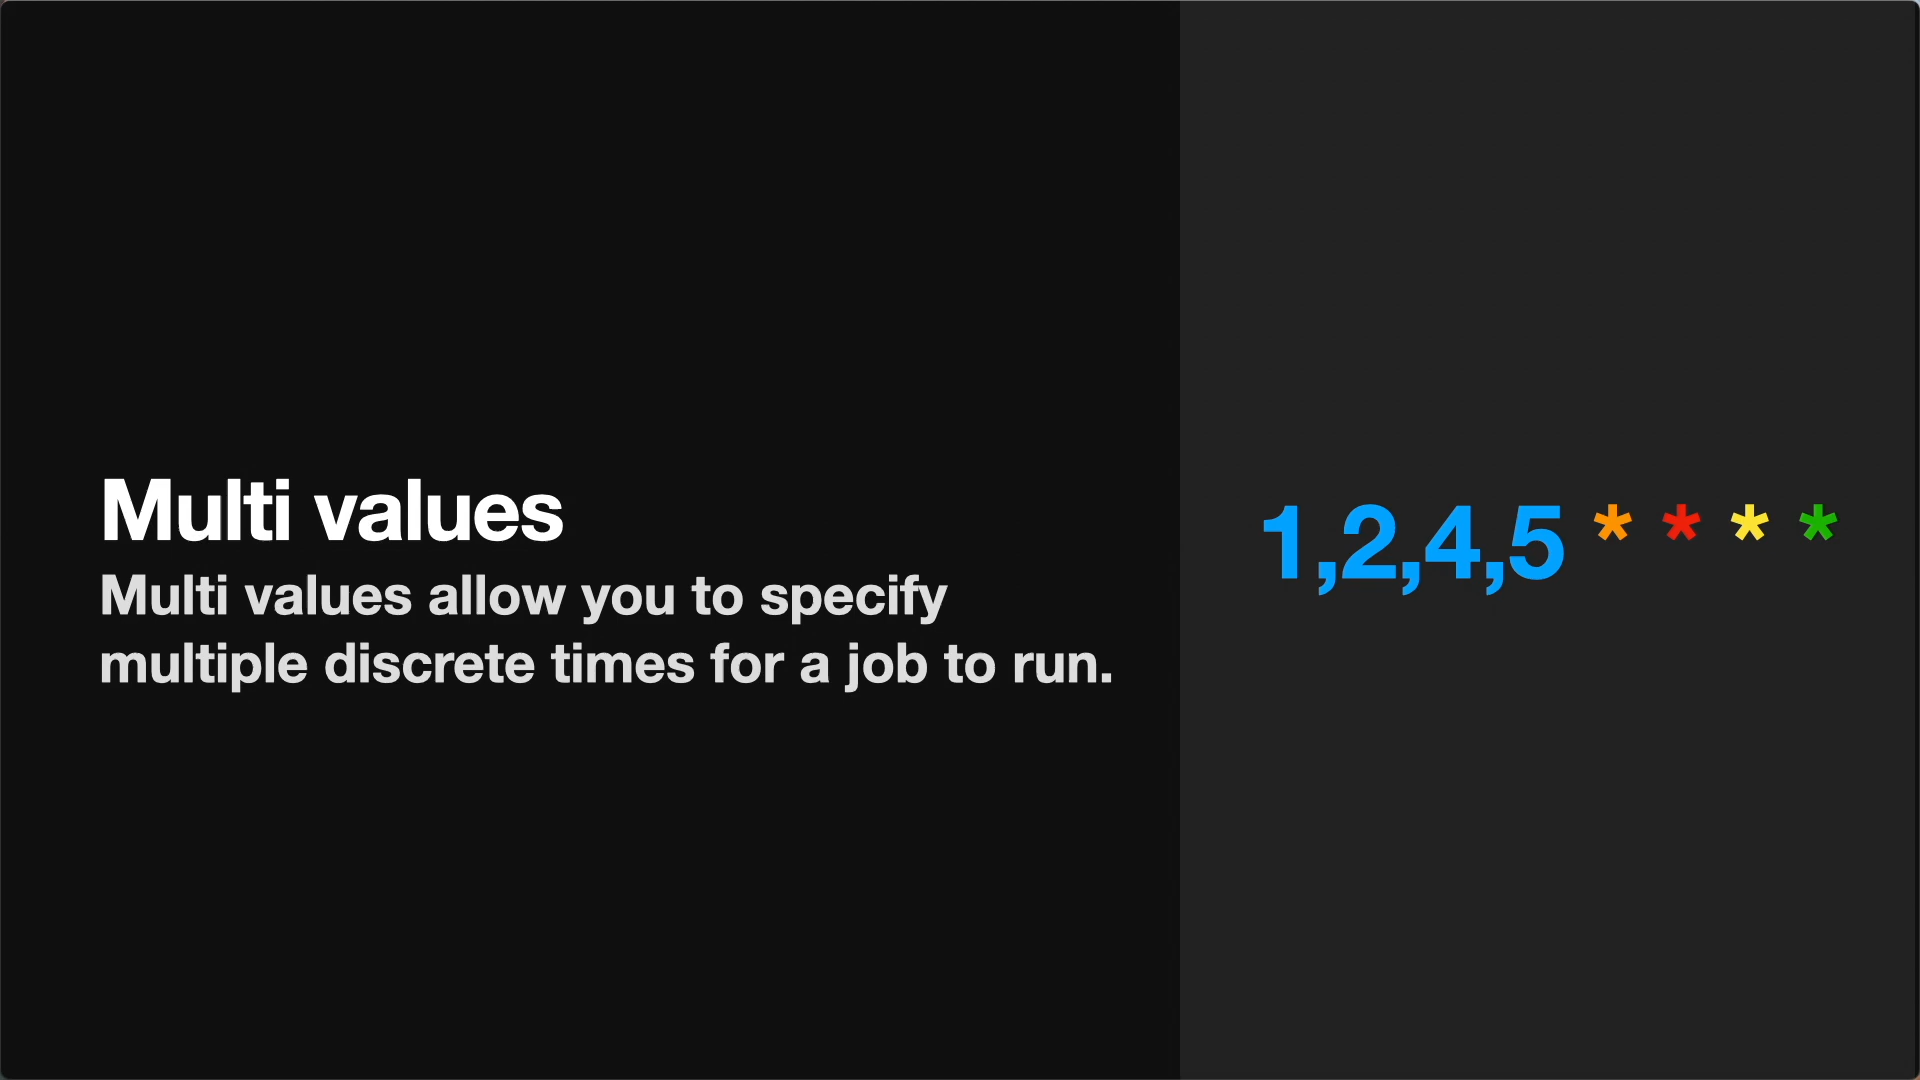 Multi values
Multi values allow you to specify
multiple discrete times for a job to run.
1,2,4,5 * * * *